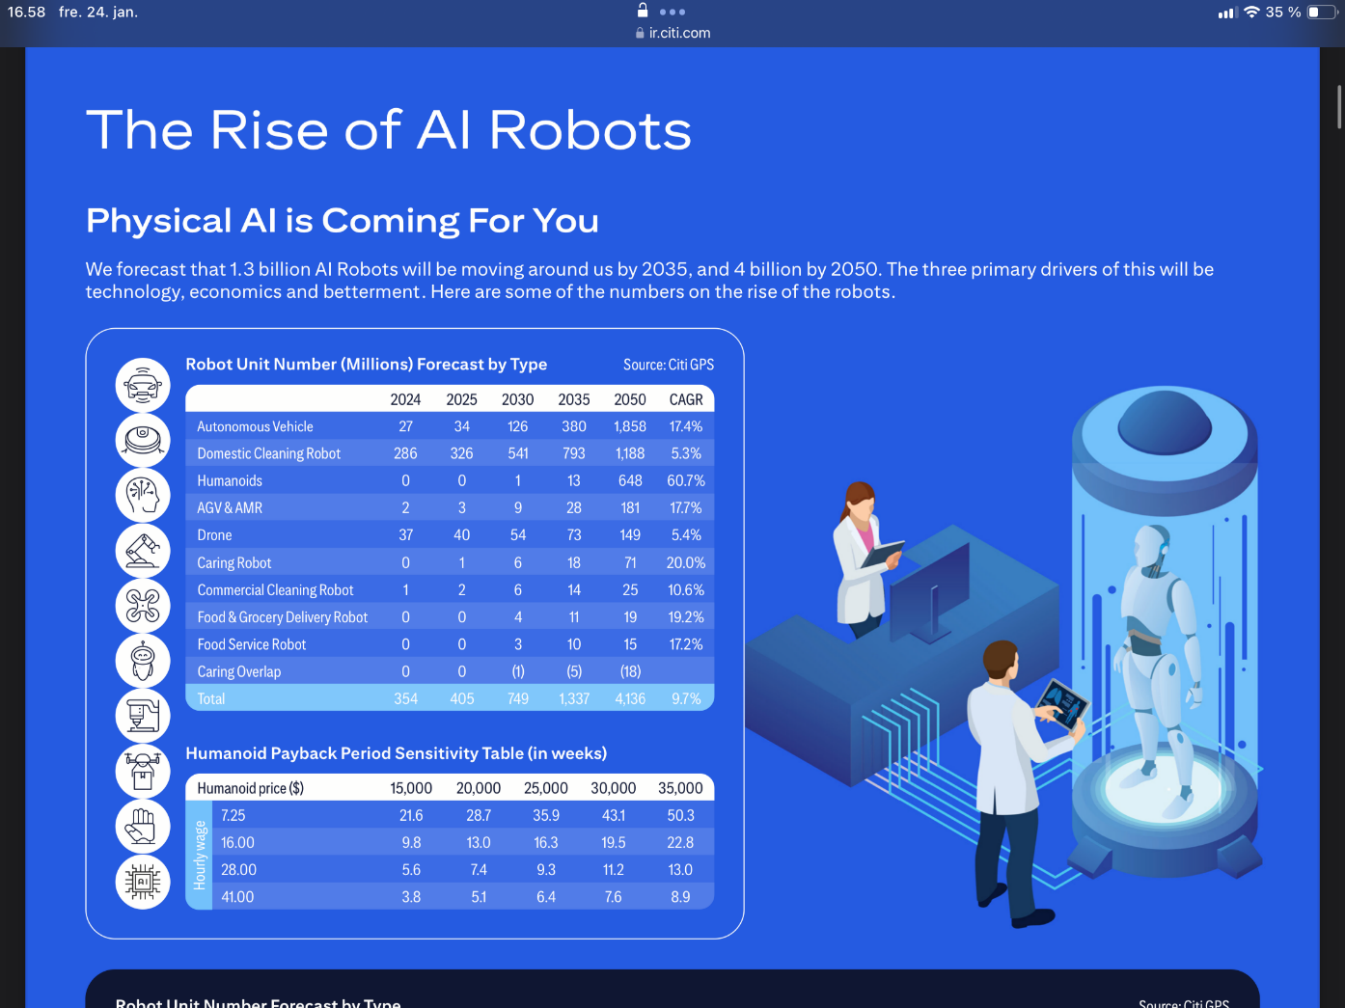 16.58 fre. 24. jan.
35 %
ir.citi.com
The Rise of AI Robots
Physical AI is Coming For You
We forecast that 1.3 billion AI Robots will be moving around us by 2035, and 4 billion by 2050. The three primary drivers of this will be
technology, economics and betterment. Here are some of the numbers on the rise of the robots.
Robot Unit Number (Millions) Forecast by Type Source: Citi GPS
2024 2025 2030 2035 2050 CAGR
Autonomous Vehicle 27 34 126 380 1,858 17.4%
Domestic Cleaning Robot 286 326 541 793 1,188 5.3%
Humanoids 0 0 1 13 648 60.7%
AGV & AMR 2 3 9 28 181 17.7%
Drone 37 40 54 73 149 5.4%
Caring Robot 0 1 6 18 71 20.0%
Commercial Cleaning Robot 1 2 6 14 25 10.6%
Food & Grocery Delivery Robot 0 0 4 11 19 19.2%
Food Service Robot 0 0 3 10 15 17.2%
Caring Overlap 0 0 (1) (5) (18)
Total 354 405 749 1,337 4,136 9.7%
Humanoid Payback Period Sensitivity Table (in weeks)
Humanoid price ($) 15,000 20,000 25,000 30,000 35,000
Hourly wage
7.25 21.6 28.7 35.9 43.1 50.3
16.00 9.8 13.0 16.3 19.5 22.8
28.00 5.6 7.4 9.3 11.2 13.0
41.00 3.8 5.1 6.4 7.6 8.9
AI
Robot Unit Number Forecast by Type Source: Citi GPS